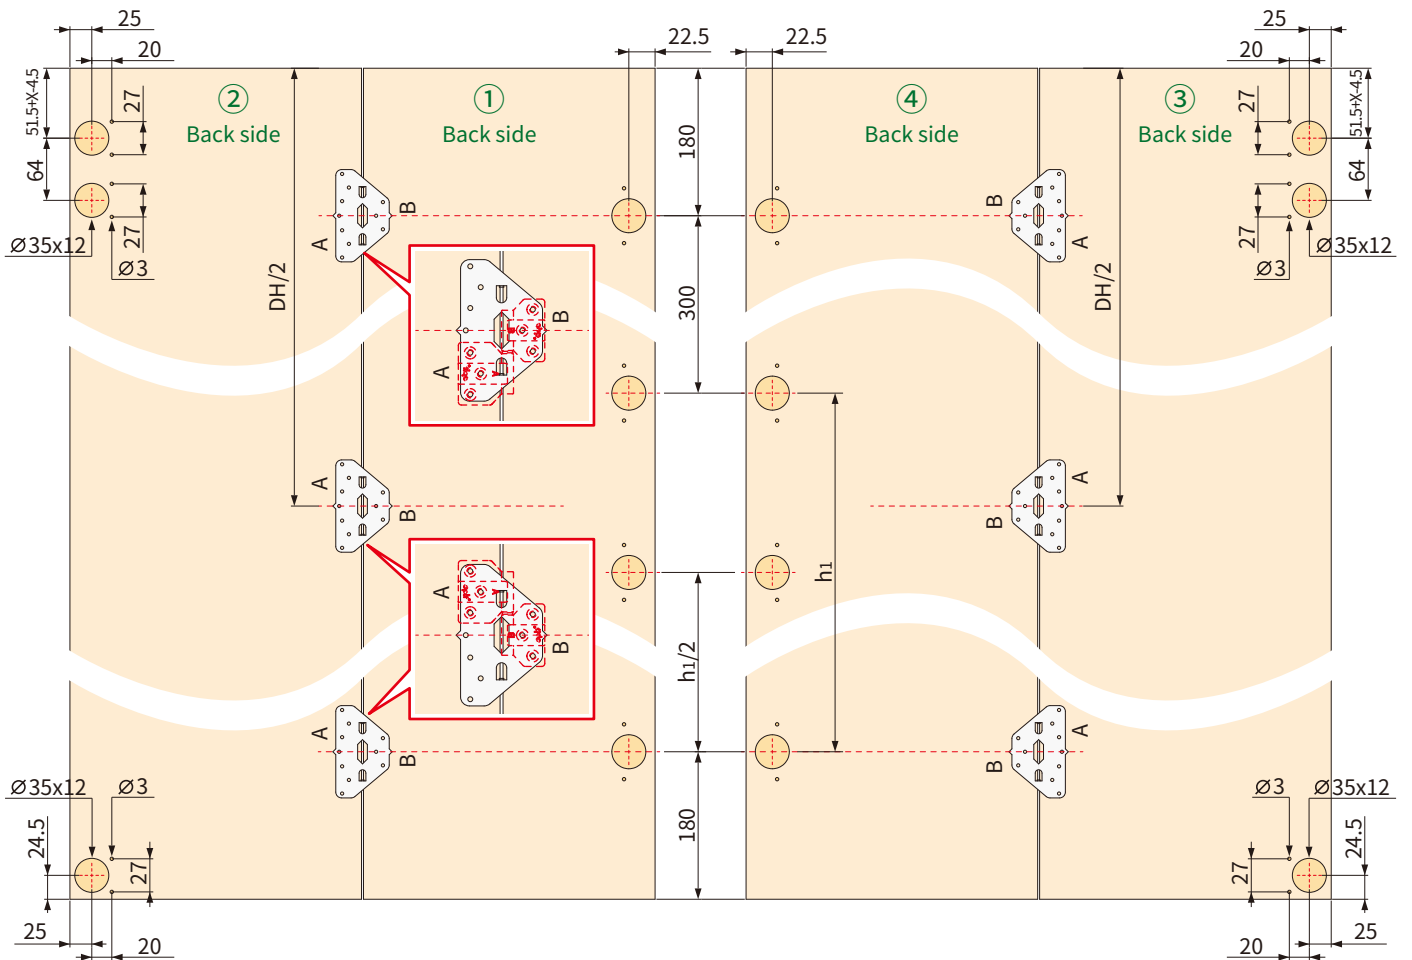 25
20
22.5
22.5
25
20
51.5+X-4.5
27
②
Back side
①
Back side
180
④
Back side
③
Back side
27
51.5+X-4.5
64
27
Ø35x12
Ø3
A
B
DH/2
300
B
A
DH/2
64
27
Ø3
Ø35x12
B
A
A
B
A
B
h1
A
B
h1/2
A
B
A
B
Ø35x12
Ø3
24.5
27
25
20
180
Ø3
Ø35x12
27
24.5
25
20